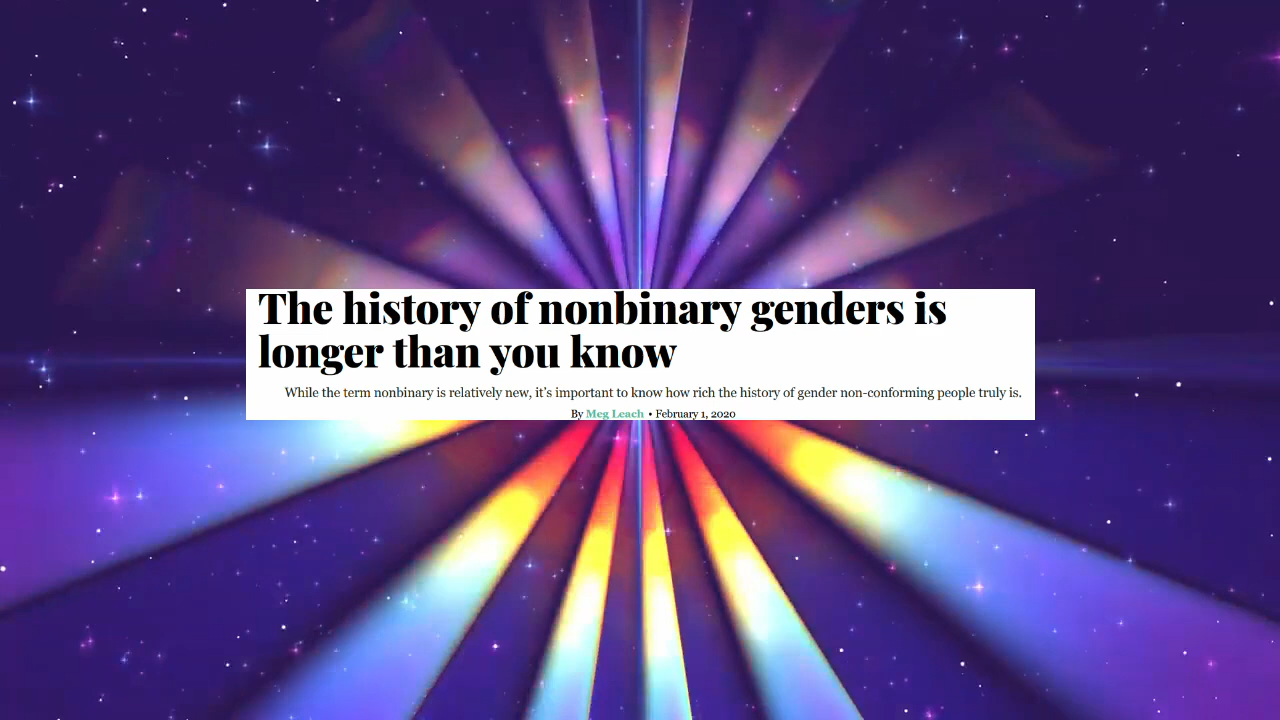 The history of nonbinary genders is
longer than you know
While the term nonbinary is relatively new, it's important to know how rich the history of gender non-conforming people truly is.
By Meg Leach • February 1, 2020